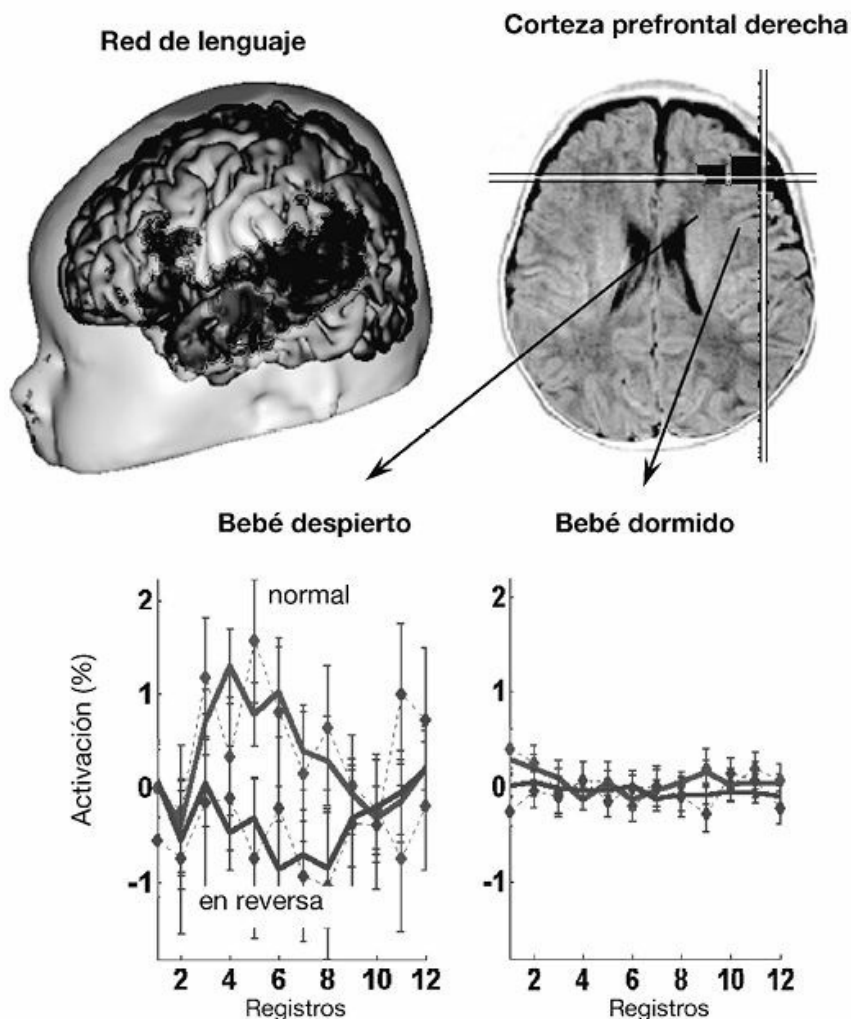 Red de lenguaje
Corteza prefrontal derecha
Bebé despierto
Bebé dormido
Activación (%)
2
1
0
-1
normal
en reversa
2 4 6 8 10 12
Registros
2
1
0
-1
2 4 6 8 10 12
Registros